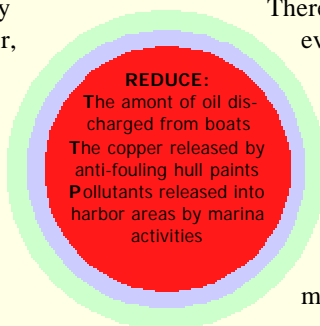 y
r,
There
ev
REDUCE:
The amont of oil dis-
charged from boats
The copper released by
anti-fouling hull paints
Pollutants released into
harbor areas by marina
activities
m